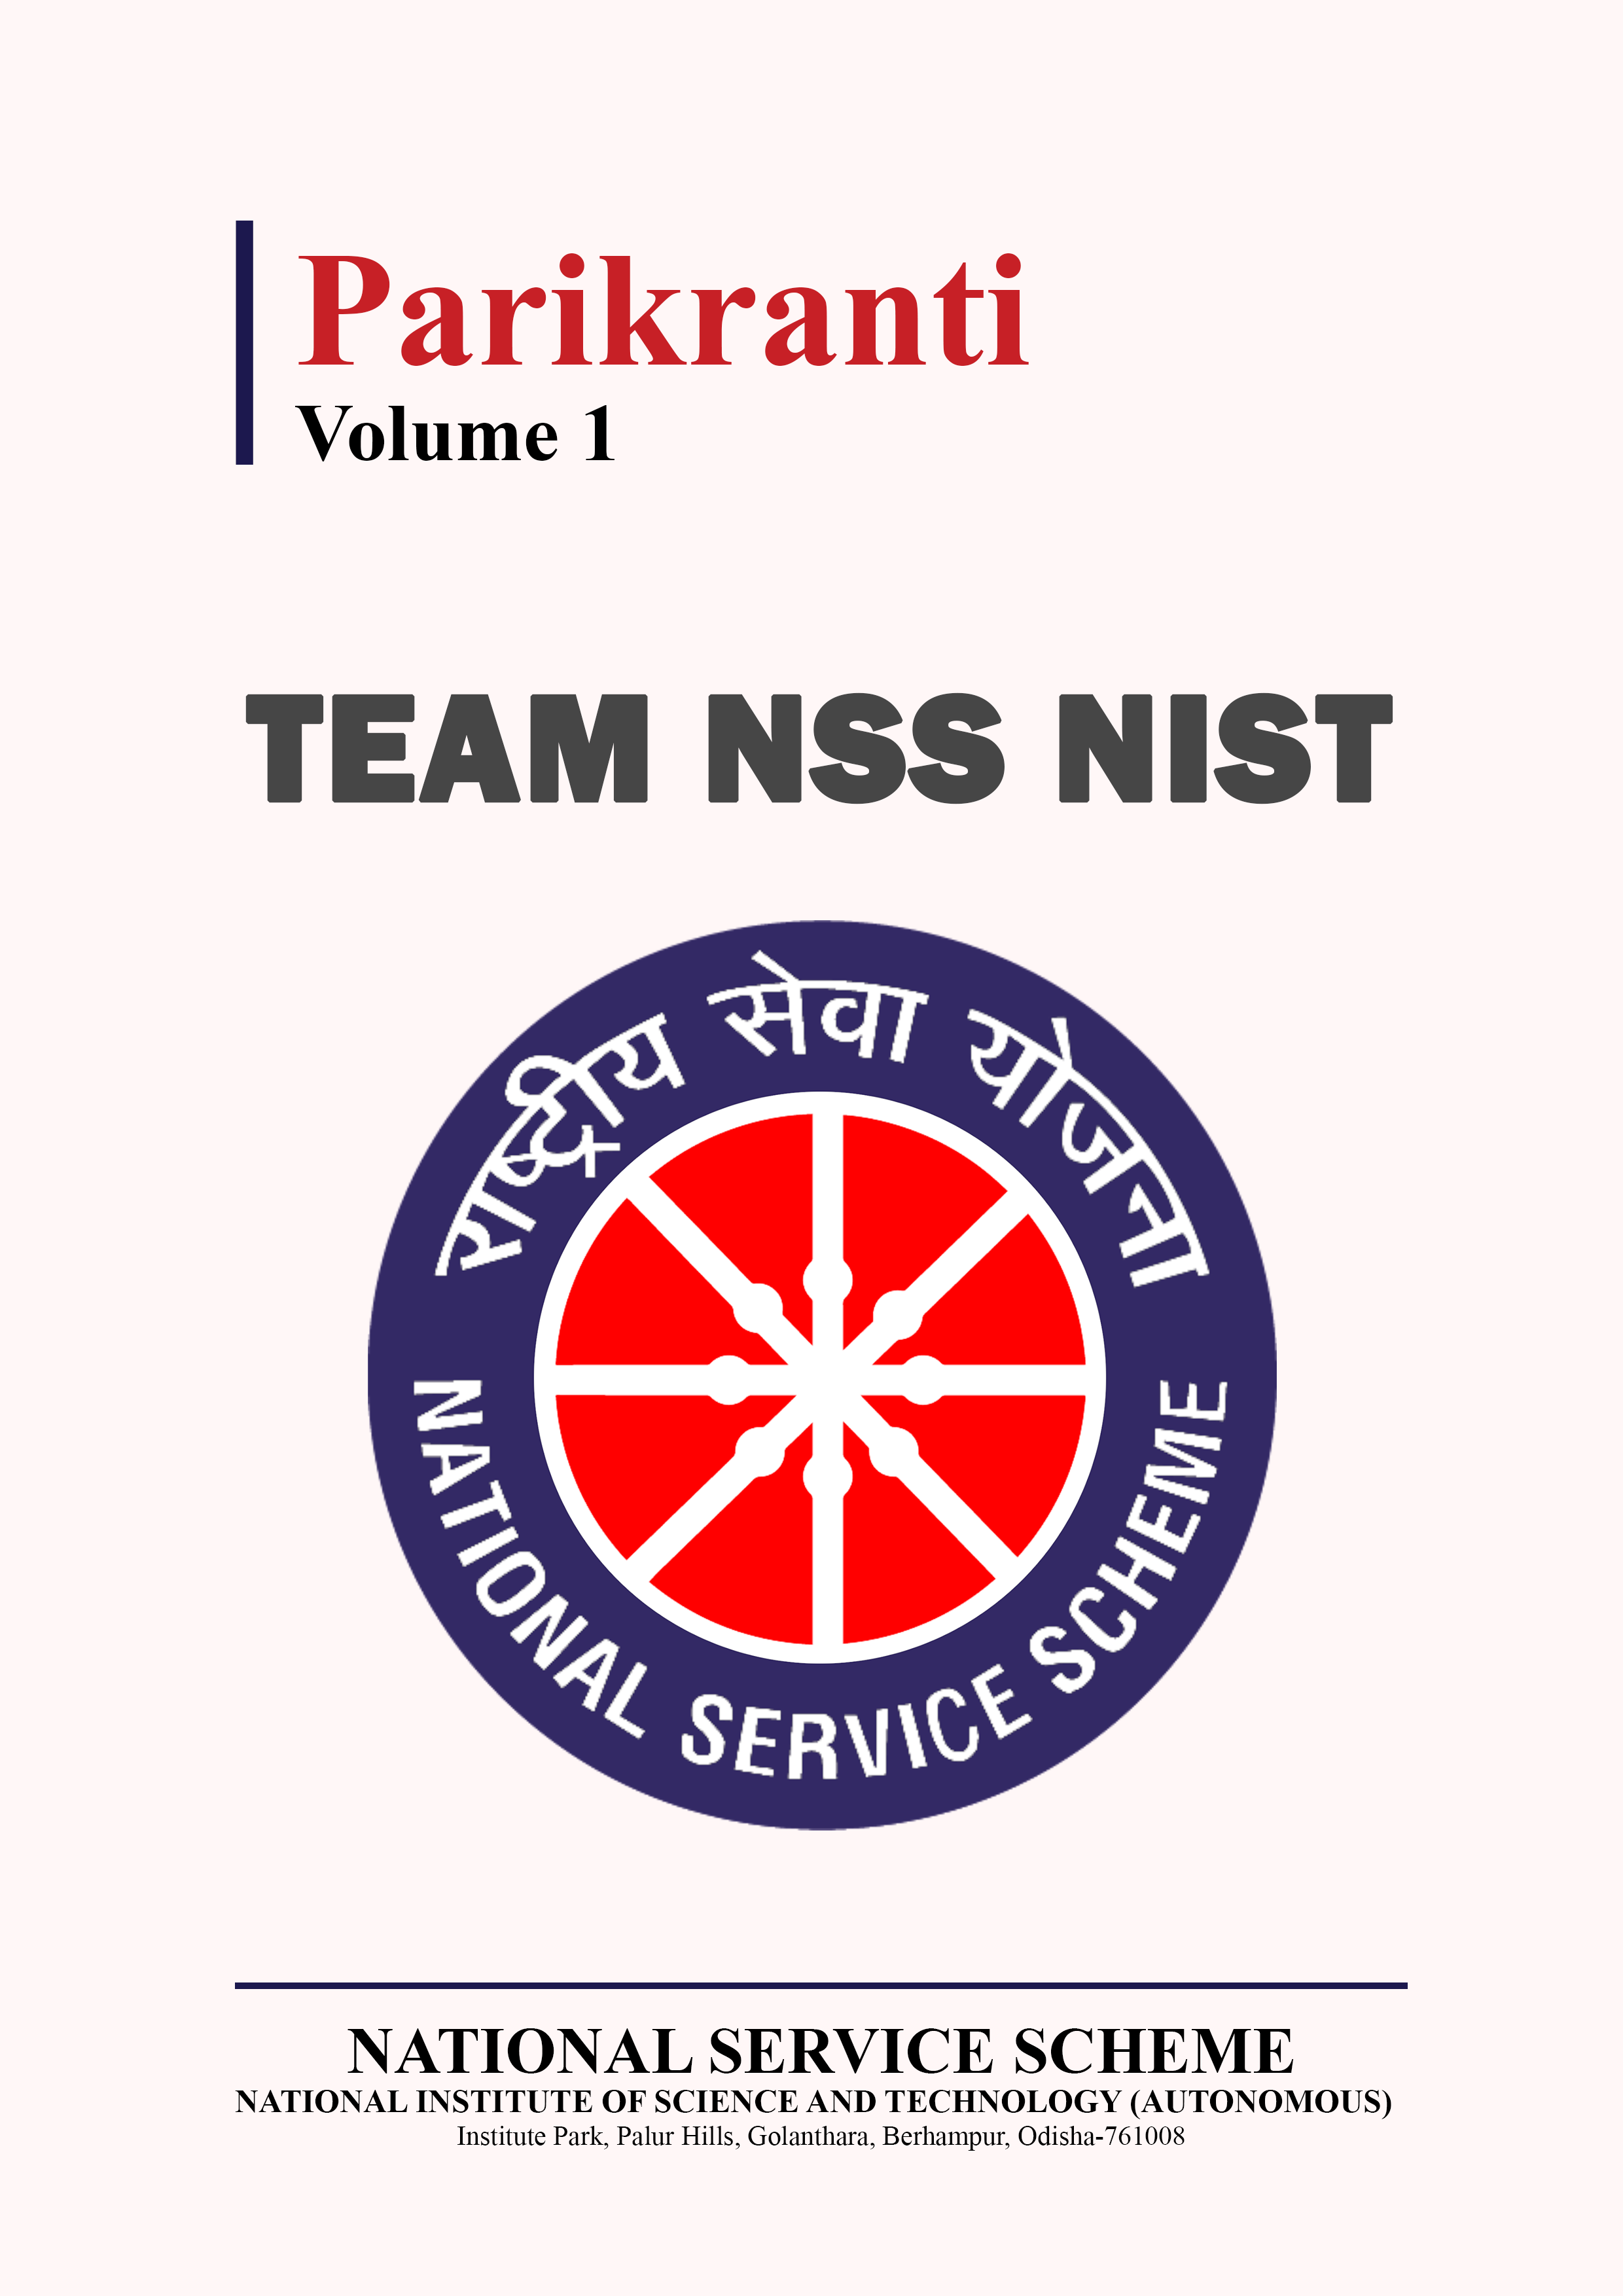 Parikranti
Volume 1
TEAM NSS NIST
राष्ट्रीय सेवा योजना
NATIONAL SERVICE SCHEME
NATIONAL SERVICE SCHEME
NATIONAL INSTITUTE OF SCIENCE AND TECHNOLOGY (AUTONOMOUS)
Institute Park, Palur Hills, Golanthara, Berhampur, Odisha-761008